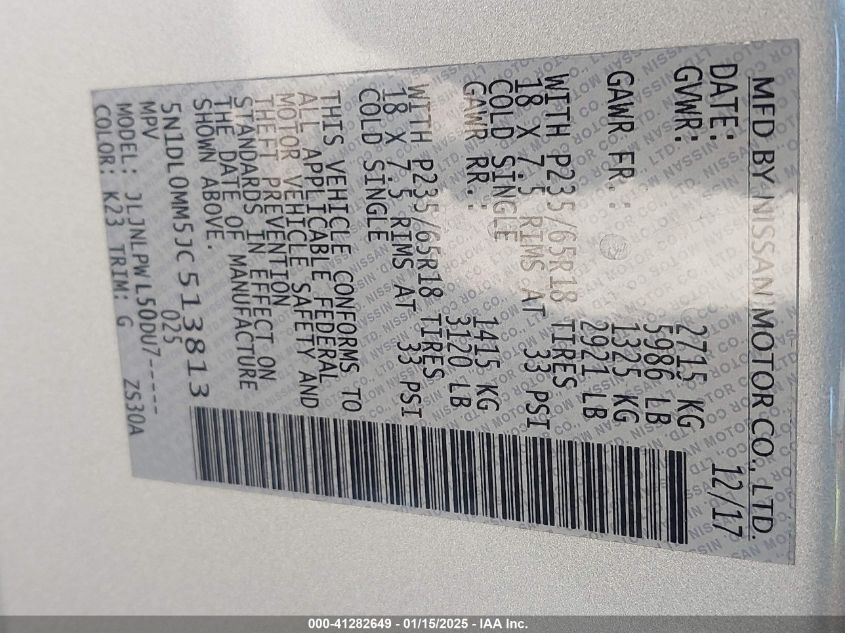 MFD BY NISSAN MOTOR CO., LTD.
DATE: 12/17
GVWR: 2715 KG
5986 LB
GAWR FR.: 1325 KG
2921 LB
WITH P235/65R18 TIRES
18 X 7.5 RIMS AT 33 PSI
COLD SINGLE
GAWR RR.: 1415 KG
3120 LB
WITH P235/65R18 TIRES
18 X 7.5 RIMS AT 33 PSI
COLD SINGLE
THIS VEHICLE CONFORMS TO
ALL APPLICABLE FEDERAL
MOTOR VEHICLE SAFETY AND
THEFT PREVENTION
STANDARDS IN EFFECT ON
THE DATE OF MANUFACTURE
SHOWN ABOVE.
5N1DL0MM5JC513813
MPV 025
MODEL: JLJNLPWL50DU7-----
COLOR: K23 TRIM: G ZS30A
000-41282649 - 01/15/2025 - IAA Inc.